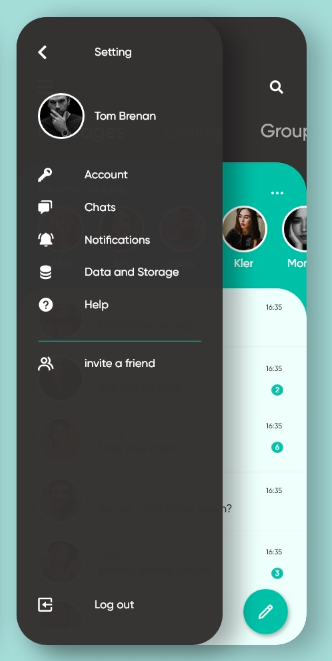 Setting
Group
Tom Brenan
Account
Chats
Notifications
Data and Storage
Help
invite a friend
Log out
Kler
Mor
16:35
16:35
2
16:35
6
16:35
?
16:35
3